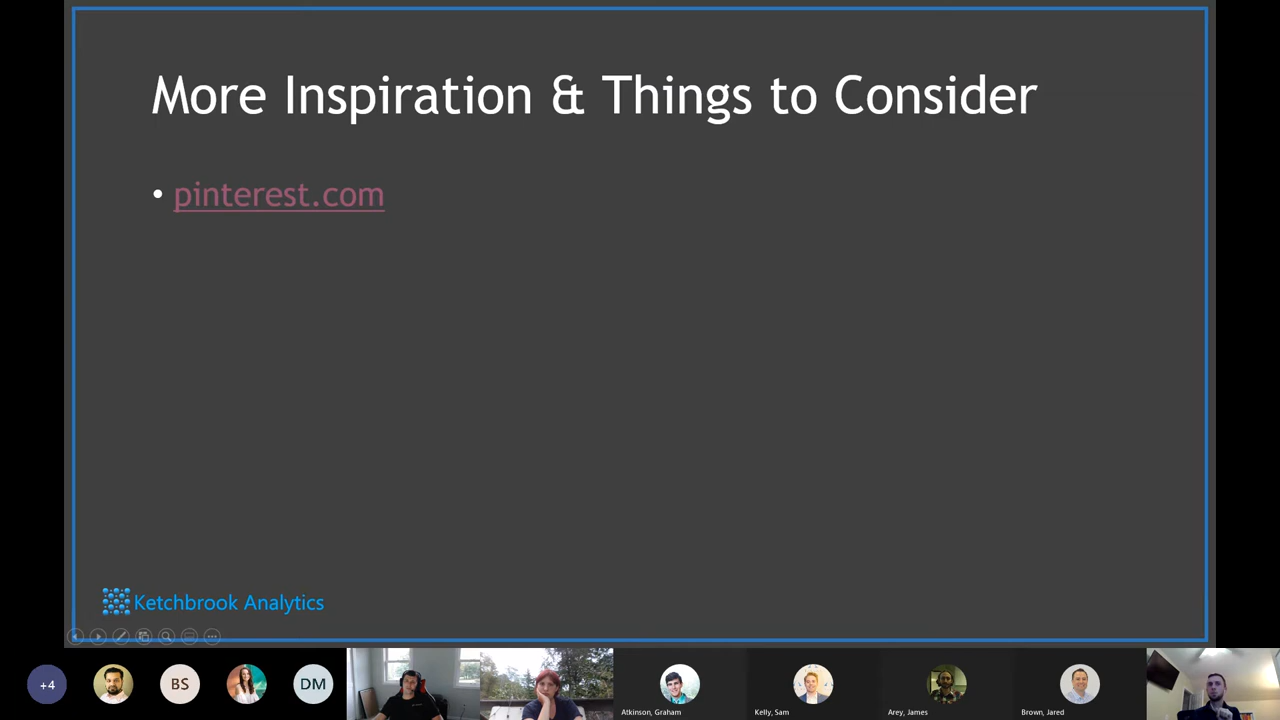 More Inspiration & Things to Consider
• pinterest.com
Ketchbrook Analytics
+4
BS
DM
Atkinson, Graham
Kelly, Sam
Arey, James
Brown, Jared